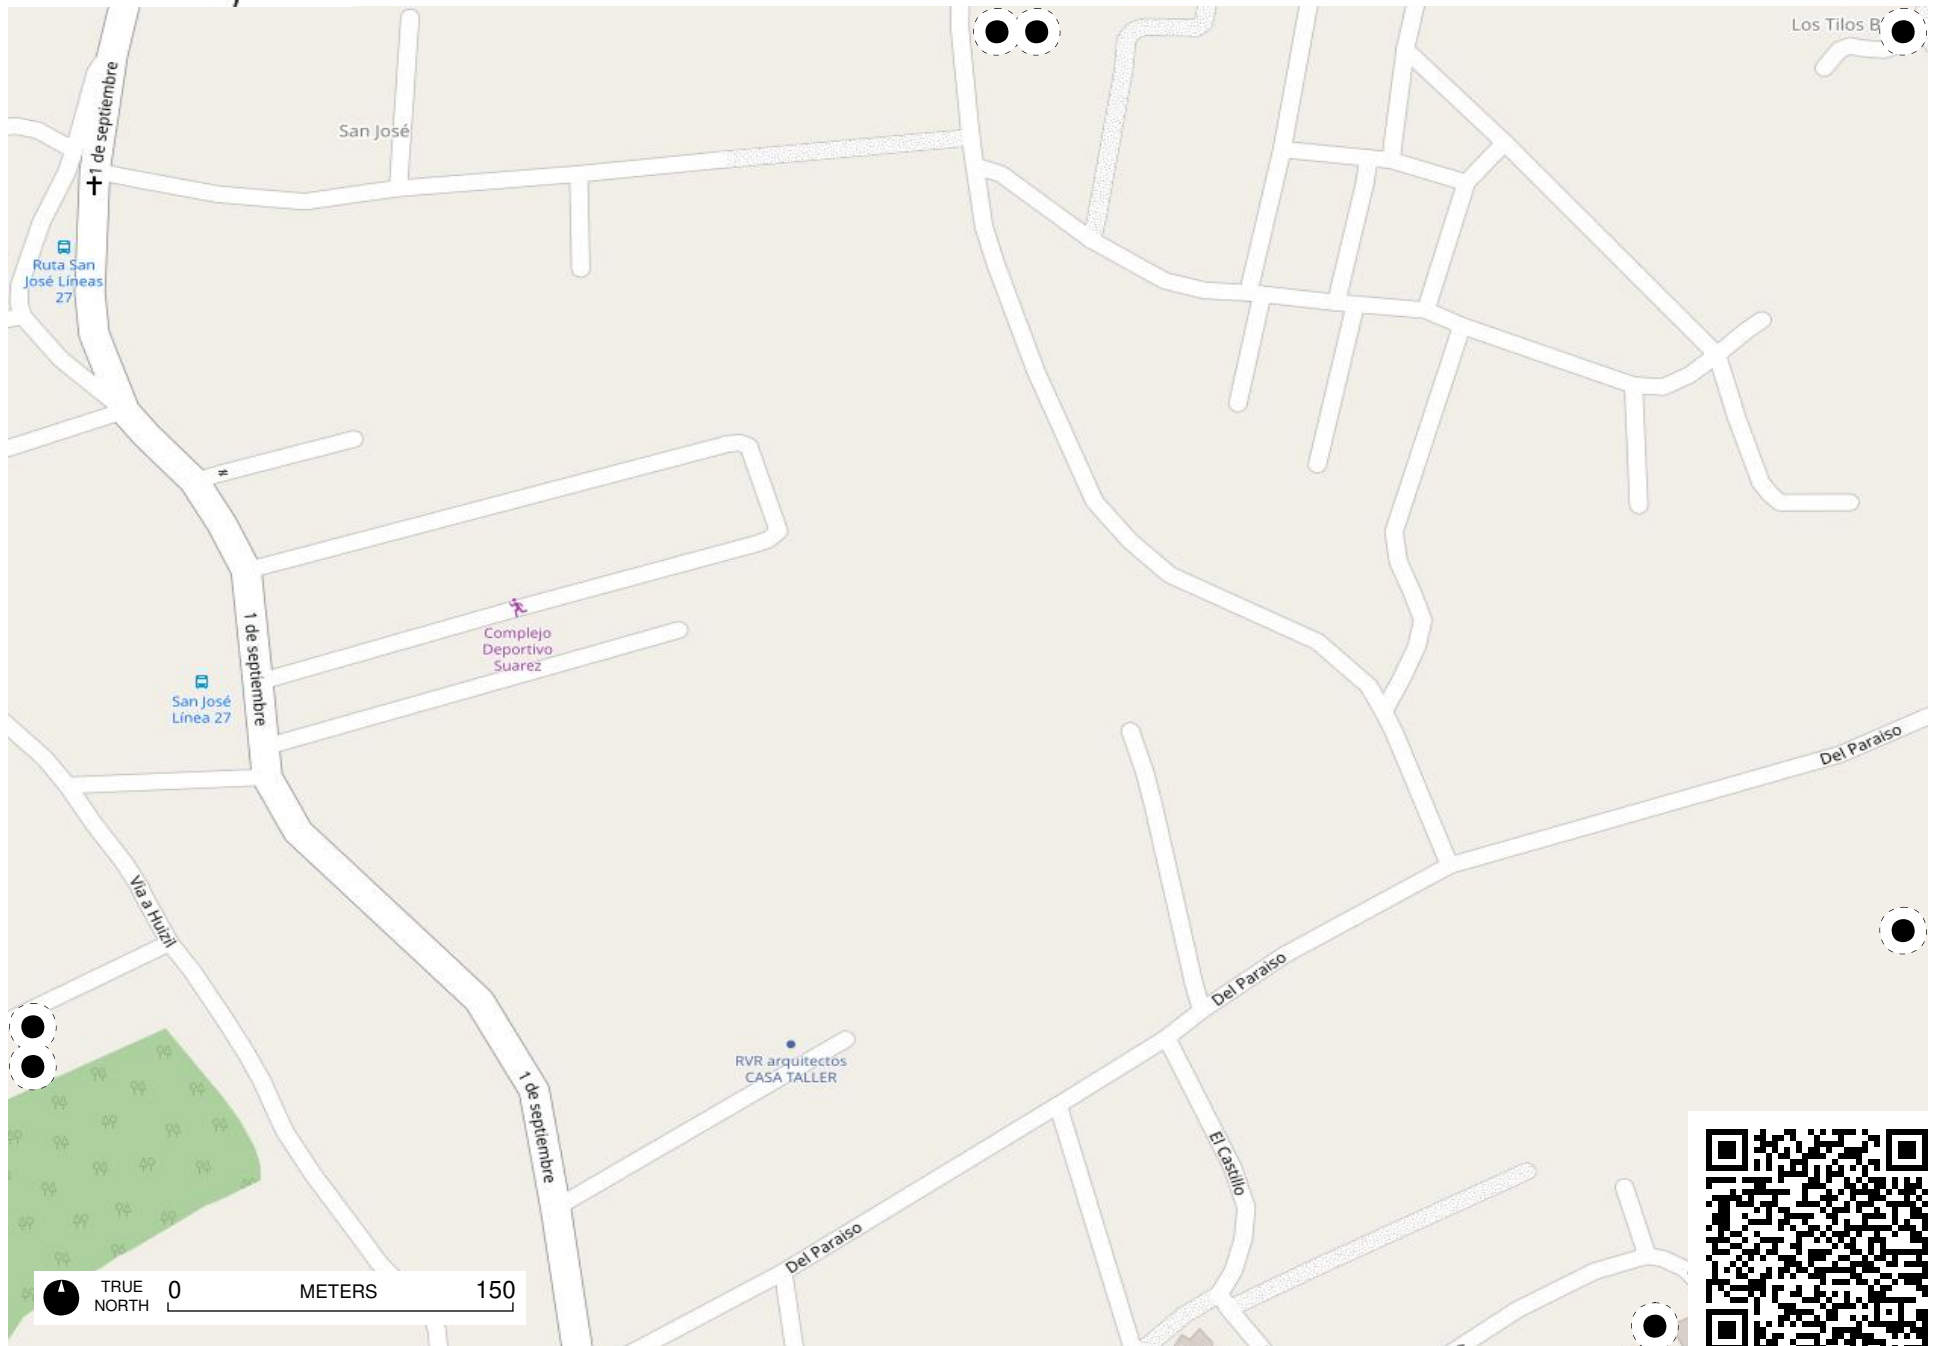 Los Tilos B
1 de septiembre
San José
Ruta San
José Líneas
27
Complejo
Deportivo
Suarez
1 de septiembre
San José
Línea 27
Del Paraiso
Via a Huizil
Del Paraiso
RVR arquitectos
CASA TALLER
1 de septiembre
El Castillo
Del Paraiso
TRUE
NORTH
0
METERS
150